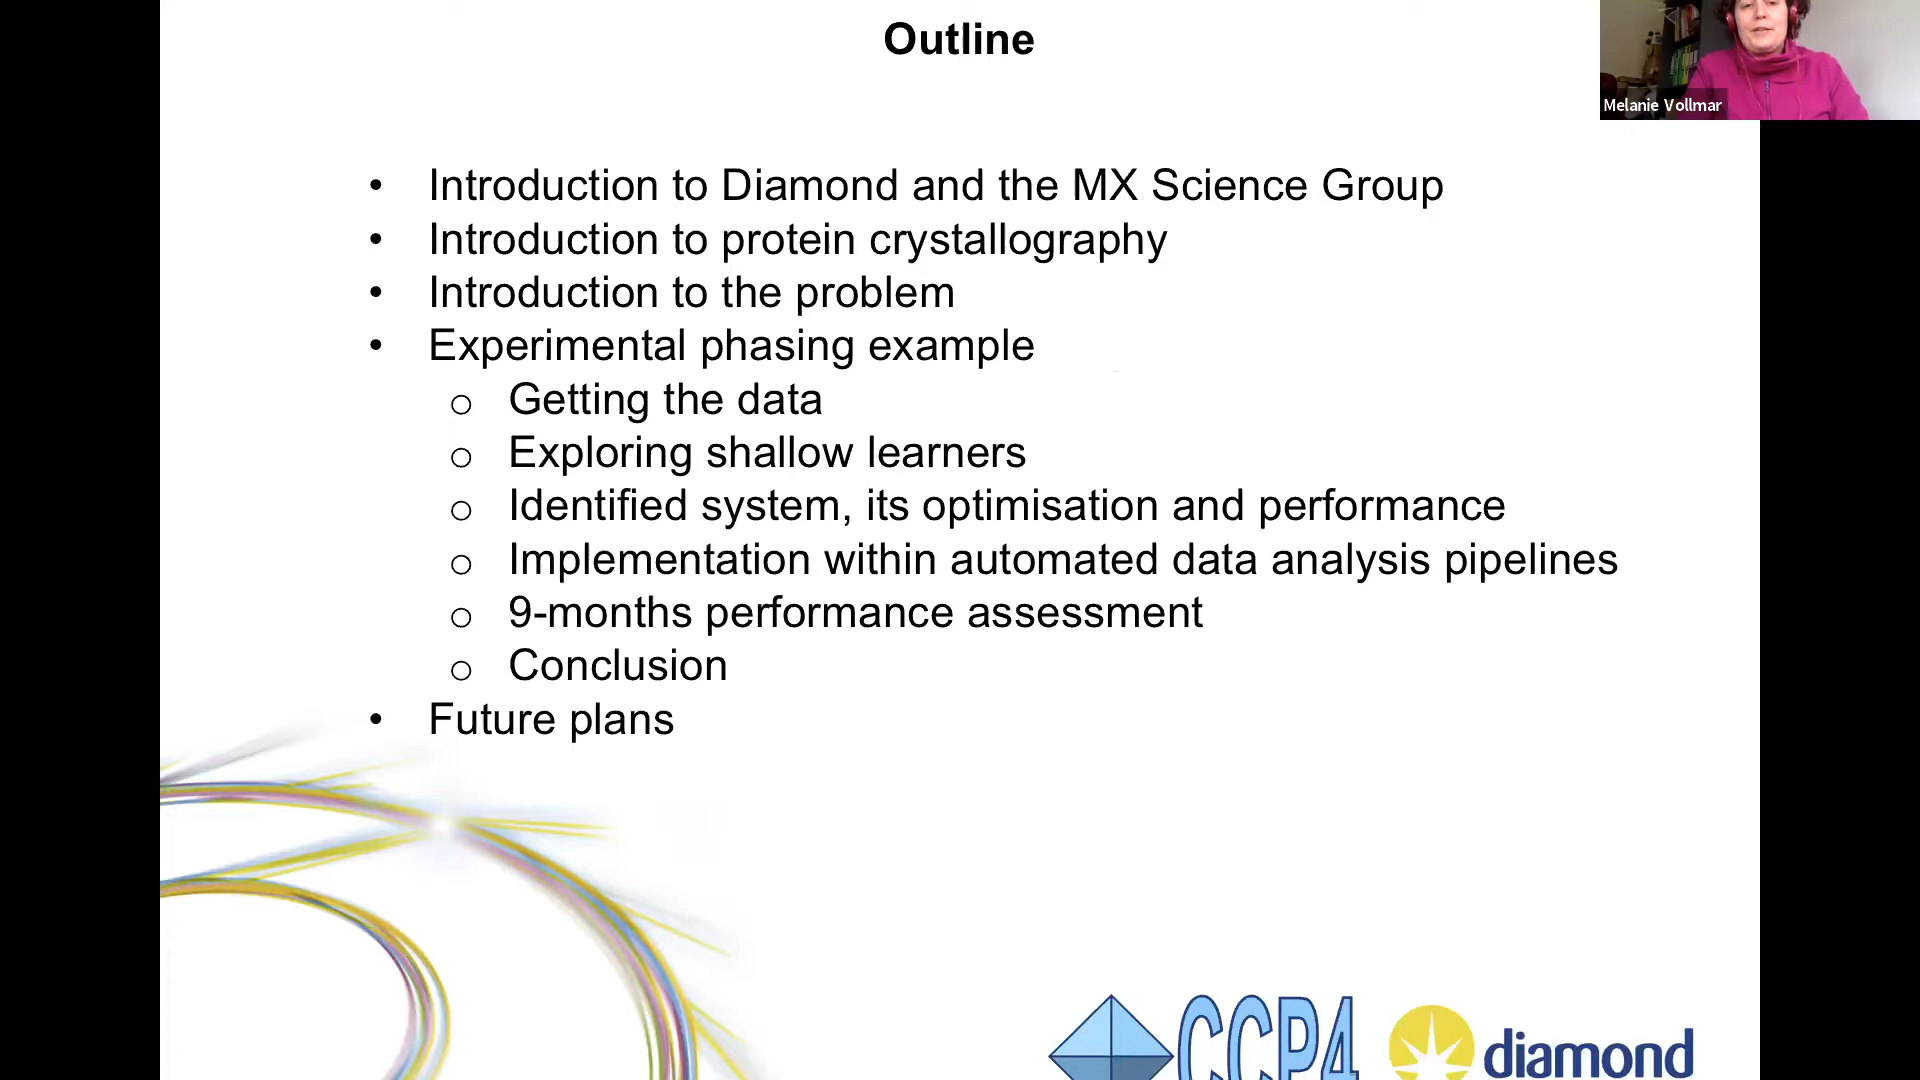 Outline
Melanie Vollmar
• Introduction to Diamond and the MX Science Group
• Introduction to protein crystallography
• Introduction to the problem
• Experimental phasing example
o Getting the data
o Exploring shallow learners
o Identified system, its optimisation and performance
o Implementation within automated data analysis pipelines
o 9-months performance assessment
o Conclusion
• Future plans
CCP4
diamond